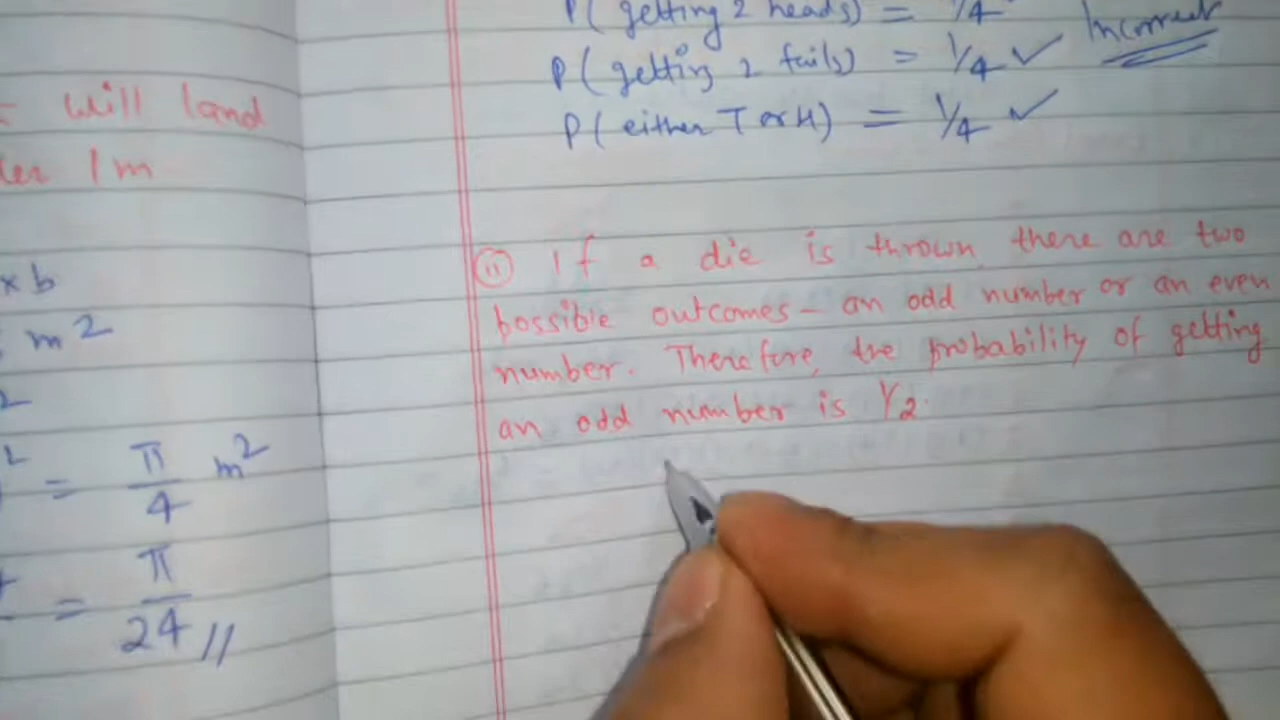 will land
1m
× b
m²
= π/4 m²
= π/24 //
P( getting 2 heads) = 1/4
P( getting 2 tails) = 1/4 ✓ Incorrect
P( either T or H) = 1/4 ✓
(ii) If a die is thrown there are two
possible outcomes - an odd number or an even
number. Therefore, the probability of getting
an odd number is 1/2.